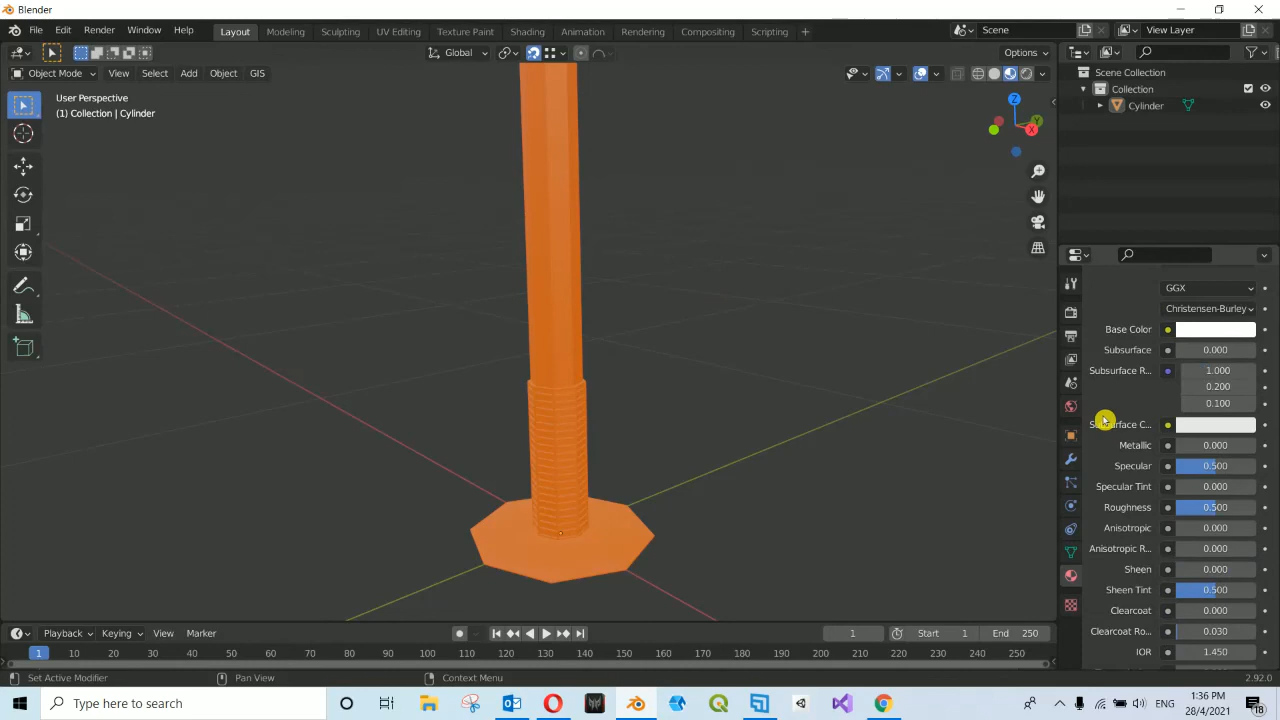 Blender
File Edit Render Window Help
Layout Modeling Sculpting UV Editing Texture Paint Shading Animation Rendering Compositing Scripting +
Scene
View Layer
Global
Options
Object Mode View Select Add Object GIS
User Perspective
(1) Collection | Cylinder
Z
Y
X
Scene Collection
Collection
Cylinder
GGX
Christensen-Burley
Base Color
Subsurface 0.000
Subsurface R... 1.000
0.200
0.100
Subsurface C...
Metallic 0.000
Specular 0.500
Specular Tint 0.000
Roughness 0.500
Anisotropic 0.000
Anisotropic R... 0.000
Sheen 0.000
Sheen Tint 0.500
Clearcoat 0.000
Clearcoat Ro... 0.030
IOR 1.450
Playback Keying View Marker
1 Start 1 End 250
1 10 20 30 40 50 60 70 80 90 100 110 120 130 140 150 160 170 180 190 200 210 220 230 240 250
Set Active Modifier Pan View Context Menu 2.92.0
Type here to search
ENG
1:36 PM
28/4/2021
18